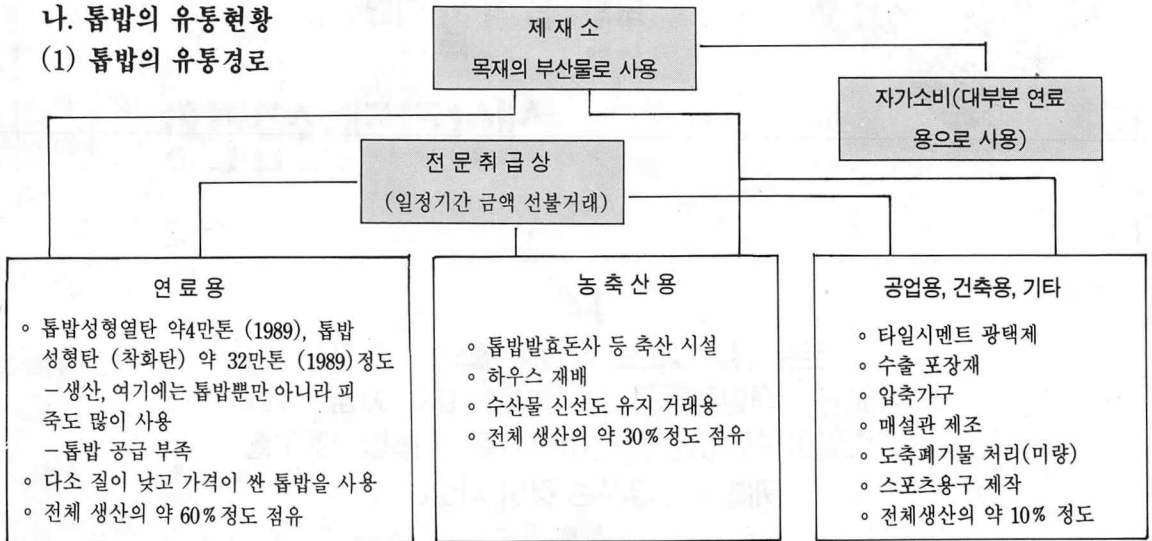 나. 톱밥의 유통현황
(1) 톱밥의 유통경로
제 재 소
목재의 부산물로 사용
자가소비(대부분 연료
용으로 사용)
전 문 취 급 상
(일정기간 금액 선불거래)
연 료 용
◦ 톱밥성형열탄 약4만톤 (1989), 톱밥
성형탄 (착화탄) 약 32만톤 (1989) 정도
−생산, 여기에는 톱밥뿐만 아니라 피
죽도 많이 사용
−톱밥 공급 부족
◦ 다소 질이 낮고 가격이 싼 톱밥을 사용
◦ 전체 생산의 약 60%정도 점유
농 축 산 용
◦ 톱밥발효돈사 등 축산 시설
◦ 하우스 재배
◦ 수산물 신선도 유지 거래용
◦ 전체 생산의 약 30%정도 점유
공업용, 건축용, 기타
◦ 타일시멘트 광택제
◦ 수출 포장재
◦ 압축가구
◦ 매설관 제조
◦ 도축폐기물 처리(미량)
◦ 스포츠용구 제작
◦ 전체생산의 약 10% 정도